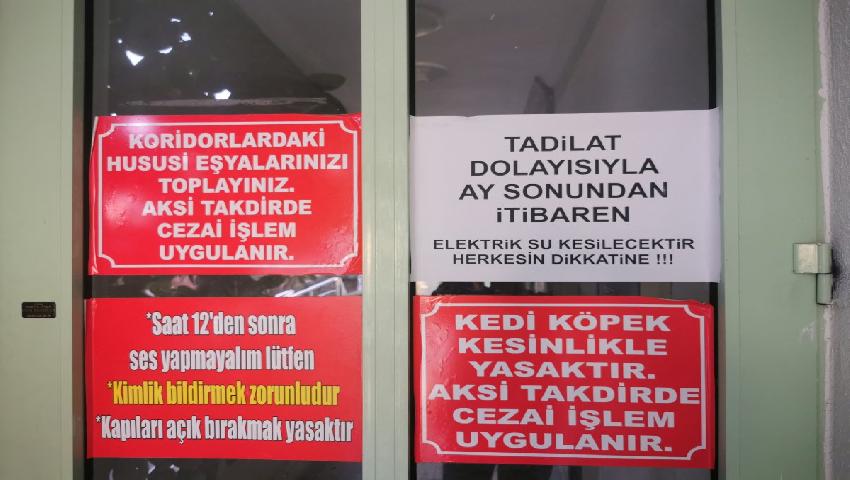 KORİDORLARDAKİ
HUSUSİ EŞYALARINIZI
TOPLAYINIZ.
AKSİ TAKDİRDE
CEZAİ İŞLEM
UYGULANIR.
*Saat 12'den sonra
ses yapmayalım lütfen
*Kimlik bildirmek zorunludur
*Kapıları açık bırakmak yasaktır
TADİLAT
DOLAYISIYLA
AY SONUNDAN
İTİBAREN
ELEKTRİK SU KESİLECEKTİR
HERKESİN DİKKATİNE !!!
KEDİ KÖPEK
KESİNLİKLE
YASAKTIR.
AKSİ TAKDİRDE
CEZAİ İŞLEM
UYGULANIR.